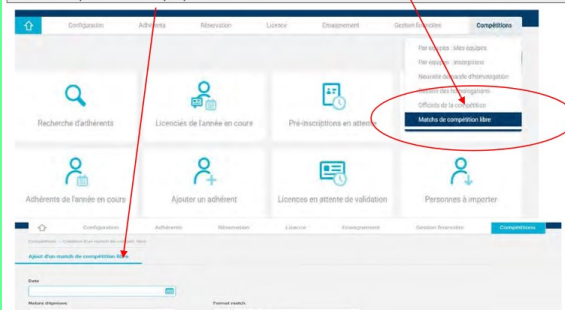 Configuration Adhérents Réservation Licence Enseignement Gestion financière Compétitions
Par équipes : Mes équipes
Par équipes : Inscriptions
Nouvelle demande d'homologation
Officiels de la compétition
Matchs de compétition libre
Recherche d'adhérents Licenciés de l'année en cours Pré-inscriptions en attente
Adhérents de l'année en cours Ajouter un adhérent Licences en attente de validation Personnes à importer
Configuration Adhérents Réservation Licence Enseignement Gestion financière Compétitions
Ajout d'un match de compétition libre
Date
Nature d'épreuve Format match